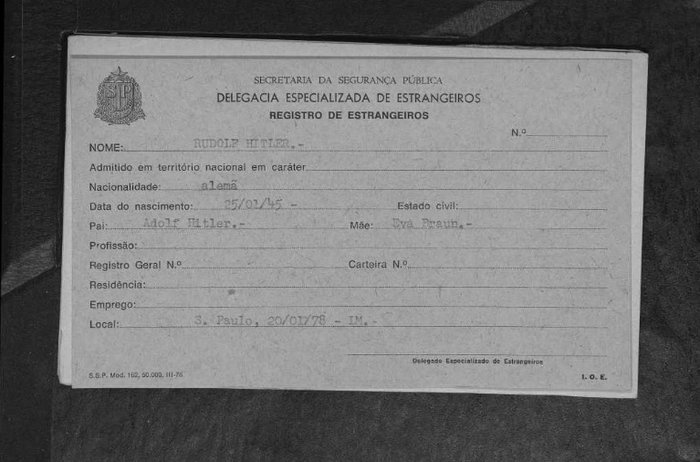 SP
SECRETARIA DA SEGURANÇA PÚBLICA
DELEGACIA ESPECIALIZADA DE ESTRANGEIROS
REGISTRO DE ESTRANGEIROS
N.º
NOME: RUDOLF HITLER.-
Admitido em território nacional em caráter
Nacionalidade: alemã
Data do nascimento: 25/01/45 - Estado civil:
Pai: Adolf Hitler.- Mãe: Eva Braun.-
Profissão:
Registro Geral N.º Carteira N.º
Residência:
Emprego:
Local: S. Paulo, 20/01/78 - IM.-
Delegado Especializado de Estrangeiros
S.S.P. Mod. 162, 50.000, III-76 I. O. E.